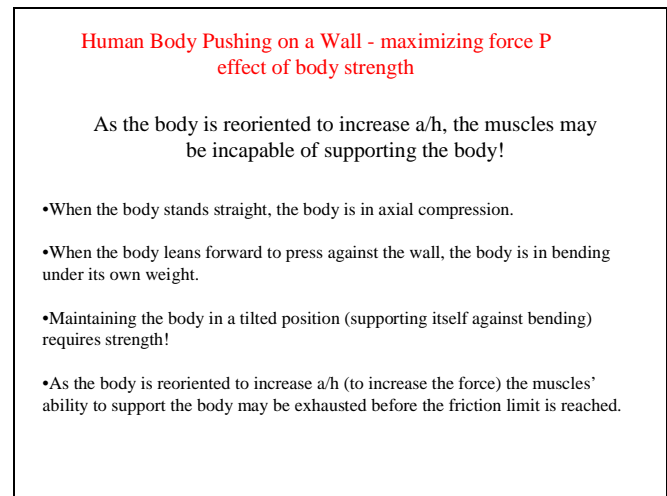 Human Body Pushing on a Wall - maximizing force P
effect of body strength
As the body is reoriented to increase a/h, the muscles may
be incapable of supporting the body!
•When the body stands straight, the body is in axial compression.
•When the body leans forward to press against the wall, the body is in bending
under its own weight.
•Maintaining the body in a tilted position (supporting itself against bending)
requires strength!
•As the body is reoriented to increase a/h (to increase the force) the muscles’
ability to support the body may be exhausted before the friction limit is reached.